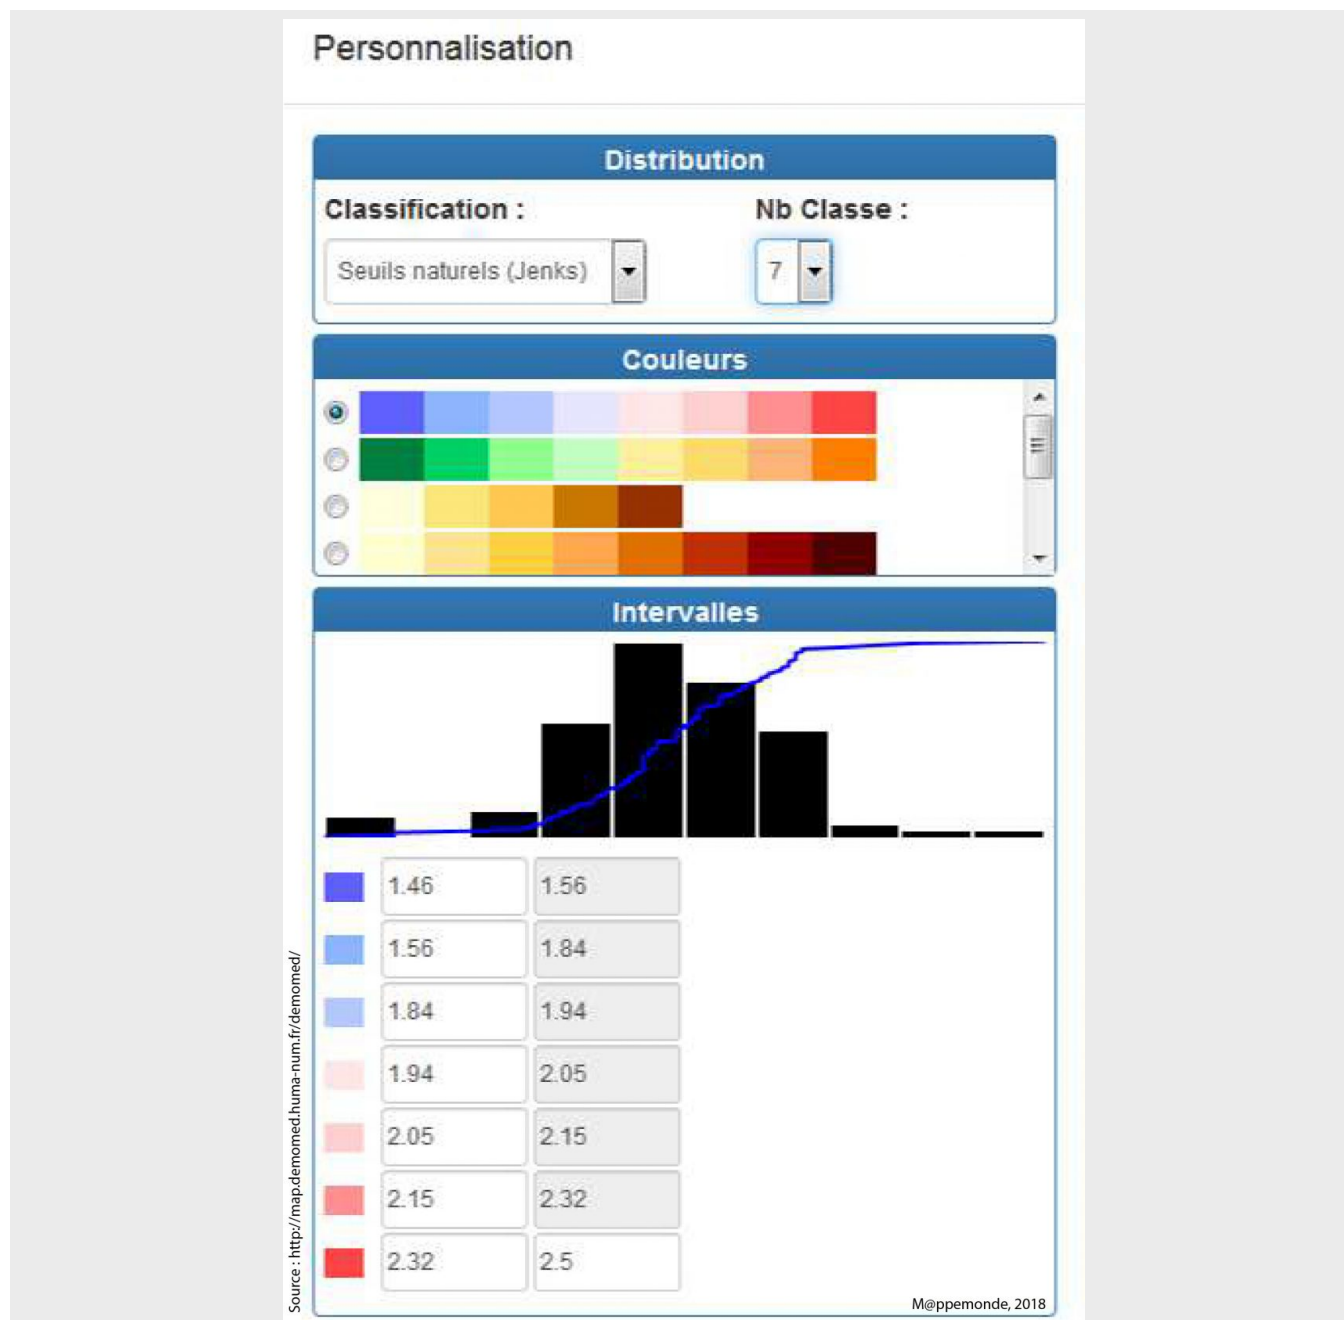 Personnalisation
Distribution
Classification : Nb Classe :
Seuils naturels (Jenks) 7
Couleurs
Intervalles
1.46 1.56
1.56 1.84
1.84 1.94
1.94 2.05
2.05 2.15
2.15 2.32
2.32 2.5
Source : http://map.demomed.huma-num.fr/demomed/
M@ppemonde, 2018